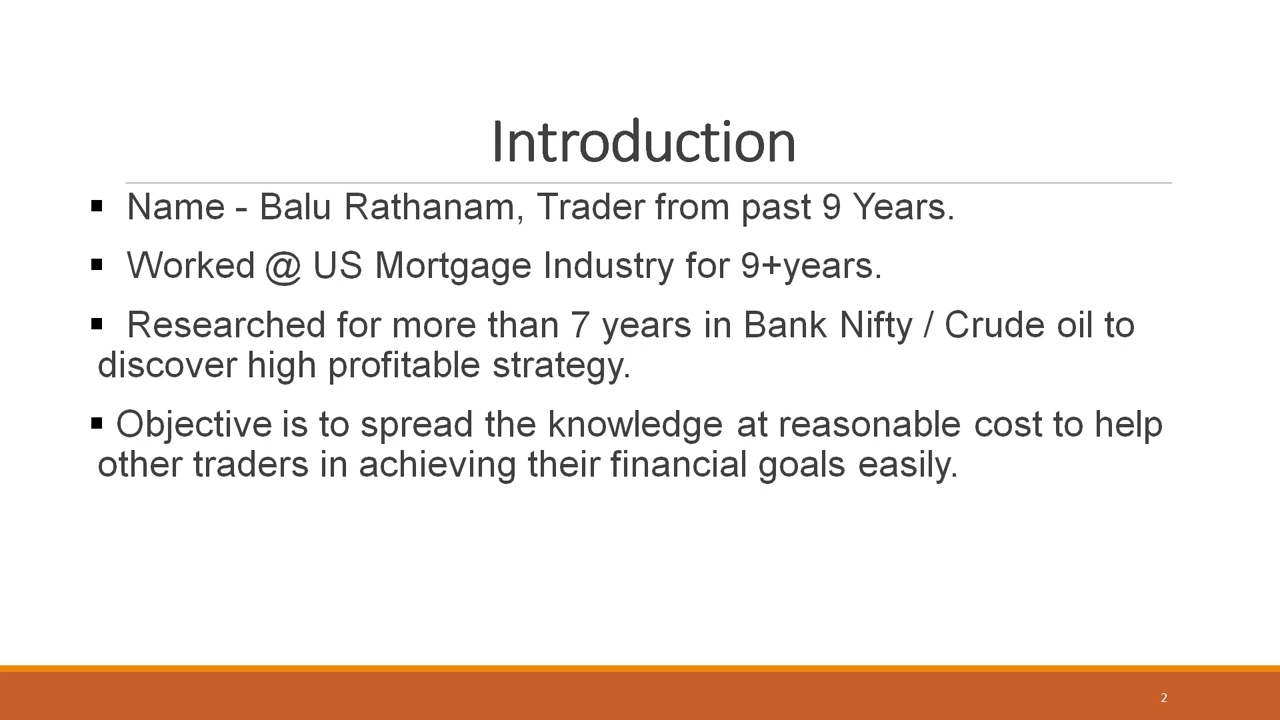 Introduction
▪ Name - Balu Rathanam, Trader from past 9 Years.
▪ Worked @ US Mortgage Industry for 9+years.
▪ Researched for more than 7 years in Bank Nifty / Crude oil to
discover high profitable strategy.
▪ Objective is to spread the knowledge at reasonable cost to help
other traders in achieving their financial goals easily.
2